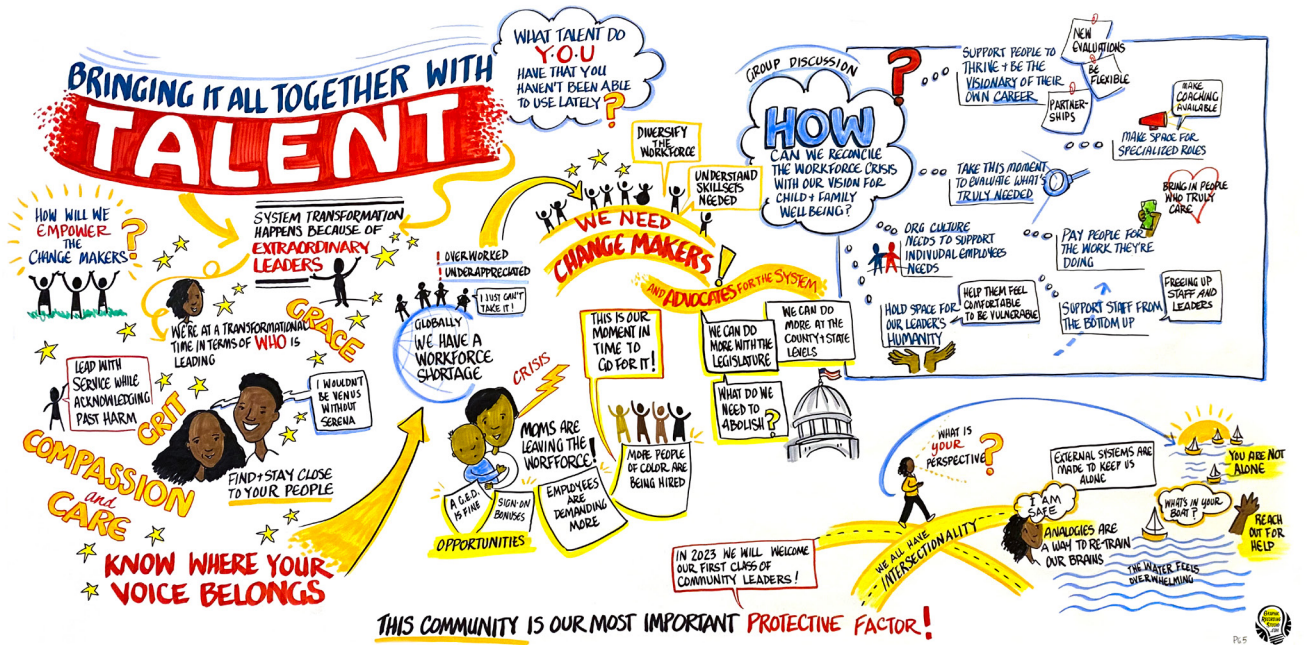 BRINGING IT ALL TOGETHER WITH
TALENT
WHAT TALENT DO
Y·O·U
HAVE THAT YOU
HAVEN'T BEEN ABLE
TO USE LATELY?
HOW WILL WE
EMPOWER
THE
CHANGE MAKERS?
SYSTEM TRANSFORMATION
HAPPENS BECAUSE OF
EXTRAORDINARY
LEADERS
WE'RE AT A TRANSFORMATIONAL
TIME IN TERMS OF WHO IS
LEADING
GRACE
LEAD WITH
SERVICE WHILE
ACKNOWLEDGING
PAST HARM
GRIT
COMPASSION
and
CARE
I WOULDN'T
BE VENUS
WITHOUT
SERENA
FIND + STAY CLOSE
TO YOUR PEOPLE
KNOW WHERE YOUR
VOICE BELONGS
! OVERWORKED
! UNDERAPPRECIATED
I JUST CAN'T
TAKE IT!
GLOBALLY
WE HAVE A
WORKFORCE
SHORTAGE
DIVERSIFY
THE
WORKFORCE
UNDERSTAND
SKILLSETS
NEEDED
WE NEED
CHANGE MAKERS!
AND ADVOCATES FOR THE SYSTEM
CRISIS
MOMS ARE
LEAVING THE
WORFFORCE!
A G.E.D.
IS FINE
SIGN-ON
BONUSES
EMPLOYEES
ARE
DEMANDING
MORE
MORE PEOPLE
OF COLOR ARE
BEING HIRED
OPPORTUNITIES
THIS IS OUR
MOMENT IN
TIME TO
GO FOR IT!
WE CAN DO
MORE WITH THE
LEGISLATURE
WE CAN DO
MORE AT THE
COUNTY + STATE
LEVELS
WHAT DO WE
NEED TO
ABOLISH?
GROUP DISCUSSION
?
HOW
CAN WE RECONCILE
THE WORKFORCE CRISIS
WITH OUR VISION FOR
CHILD + FAMILY
WELLBEING?
SUPPORT PEOPLE TO
THRIVE + BE THE
VISIONARY OF THEIR
OWN CAREER
NEW
EVALUATIONS
BE
FLEXIBLE
PARTNER-
SHIPS
MAKE
COACHING
AVAILABLE
MAKE SPACE FOR
SPECIALIZED ROLES
TAKE THIS MOMENT
TO EVALUATE WHAT'S
TRULY NEEDED
BRING IN PEOPLE
WHO TRULY
CARE
ORG CULTURE
NEEDS TO SUPPORT
INDIVUDAL EMPLOYEES
NEEDS
PAY PEOPLE FOR
THE WORK THEY'RE
DOING
HOLD SPACE FOR
OUR LEADER'S
HUMANITY
HELP THEM FEEL
COMFORTABLE
TO BE VULNERABLE
SUPPORT STAFF FROM
THE BOTTOM UP
FREEING UP
STAFF AND
LEADERS
WHAT IS
YOUR
PERSPECTIVE?
WE ALL HAVE
INTERSECTIONALITY
EXTERNAL SYSTEMS ARE
MADE TO KEEP US
ALONE
I AM
SAFE
ANALOGIES ARE
A WAY TO RE-TRAIN
OUR BRAINS
YOU ARE NOT
ALONE
WHAT'S IN YOUR
BOAT?
REACH
OUT FOR
HELP
THE WATER FEELS
OVERWHELMING
IN 2023 WE WILL WELCOME
OUR FIRST CLASS OF
COMMUNITY LEADERS!
THIS COMMUNITY IS OUR MOST IMPORTANT PROTECTIVE FACTOR!
PG 5